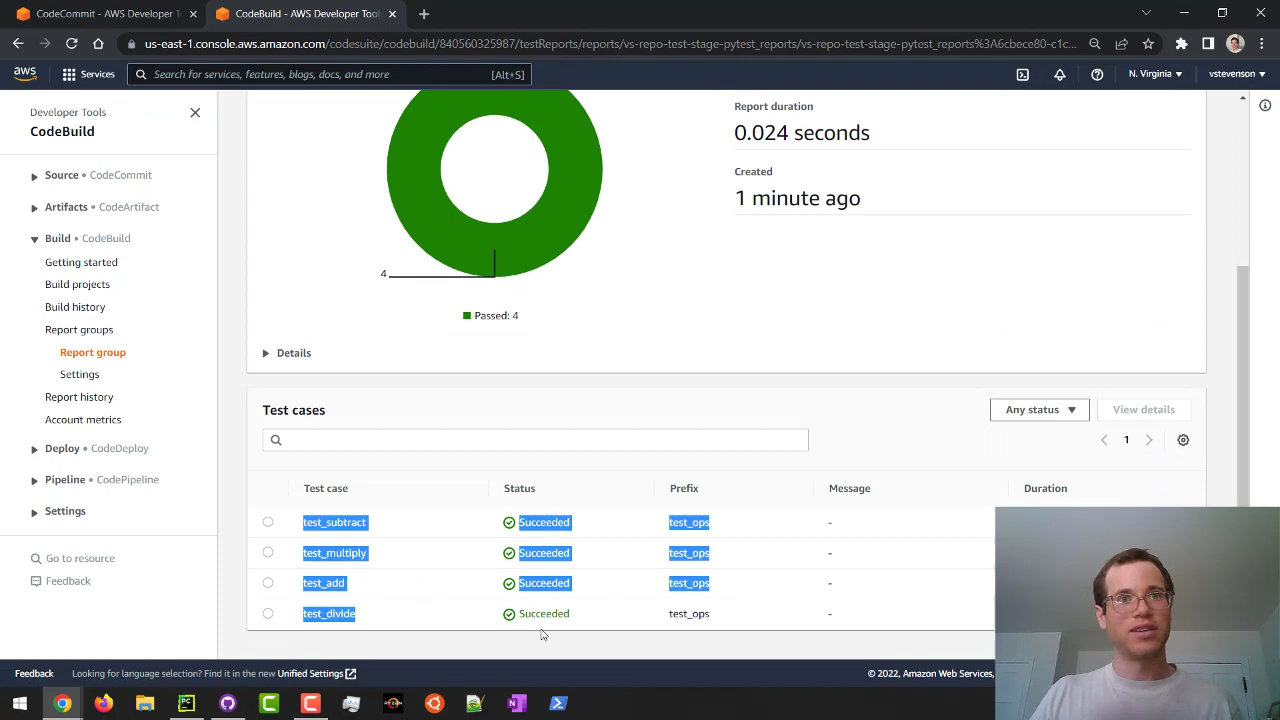 CodeCommit - AWS Developer T
CodeBuild - AWS Developer Tool
us-east-1.console.aws.amazon.com/codesuite/codebuild/840560325987/testReports/reports/vs-repo-test-stage-pytest_reports/vs-repo-test-stage-pytest_reports%3A6cbece80-c1c...
aws
Services
Search for services, features, blogs, docs, and more
[Alt+S]
N. Virginia
vstevenson
Developer Tools
CodeBuild
Source • CodeCommit
Artifacts • CodeArtifact
Build • CodeBuild
Getting started
Build projects
Build history
Report groups
Report group
Settings
Report history
Account metrics
Deploy • CodeDeploy
Pipeline • CodePipeline
Settings
Go to resource
Feedback
4
Passed: 4
Report duration
0.024 seconds
Created
1 minute ago
Details
Test cases
Any status
View details
1
Test case Status Prefix Message Duration
test_subtract Succeeded test_ops -
test_multiply Succeeded test_ops -
test_add Succeeded test_ops -
test_divide Succeeded test_ops -
Feedback
Looking for language selection? Find it in the new Unified Settings
© 2022, Amazon Web Services,